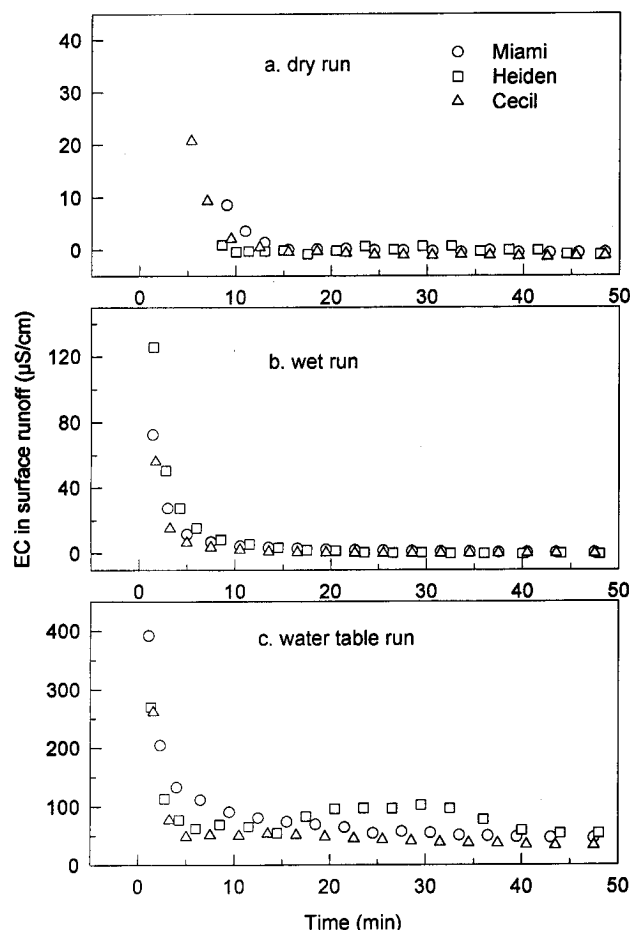 a. dry run
Miami
Heiden
Cecil
40
30
20
10
0
0 10 20 30 40 50
b. wet run
120
80
40
0
0 10 20 30 40 50
c. water table run
400
300
200
100
0
0 10 20 30 40 50
EC in surface runoff (µS/cm)
Time (min)